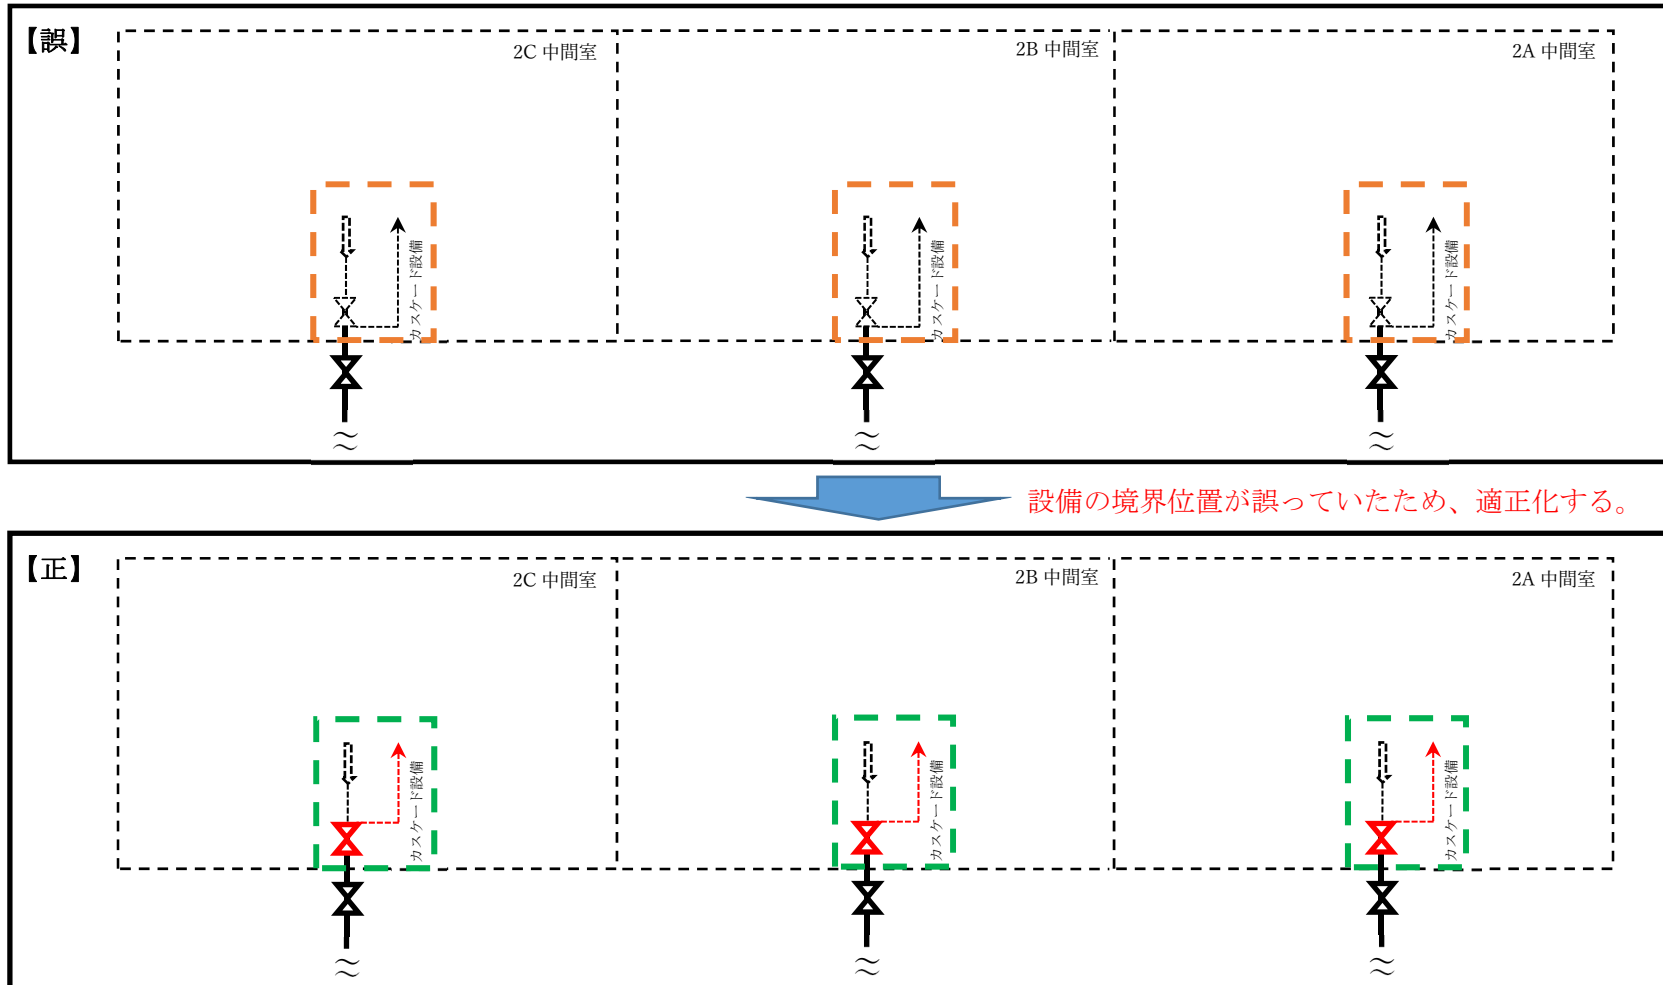 【誤】
2C 中間室
2B 中間室
2A 中間室
カスケード設備
カスケード設備
カスケード設備
設備の境界位置が誤っていたため、適正化する。
【正】
2C 中間室
2B 中間室
2A 中間室
カスケード設備
カスケード設備
カスケード設備